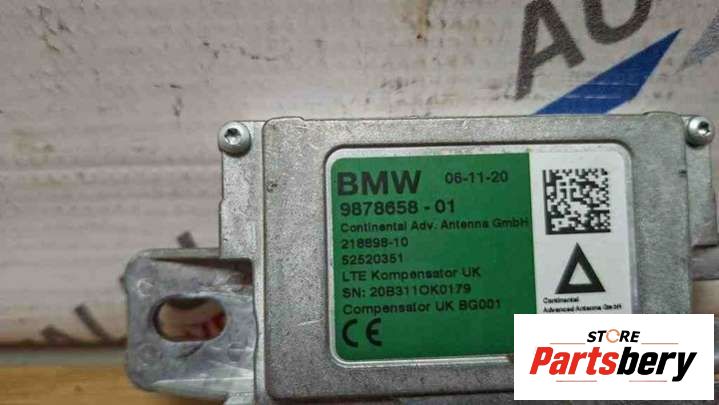 AU
BMW 06-11-20
9878658 - 01
Continental Adv. Antenna GmbH
218698-10
52520351
LTE Kompensator UK
SN: 20B311OK0179
Compensator UK BG001
CE
Continental
Advanced Antenna GmbH
STORE
Partsbery